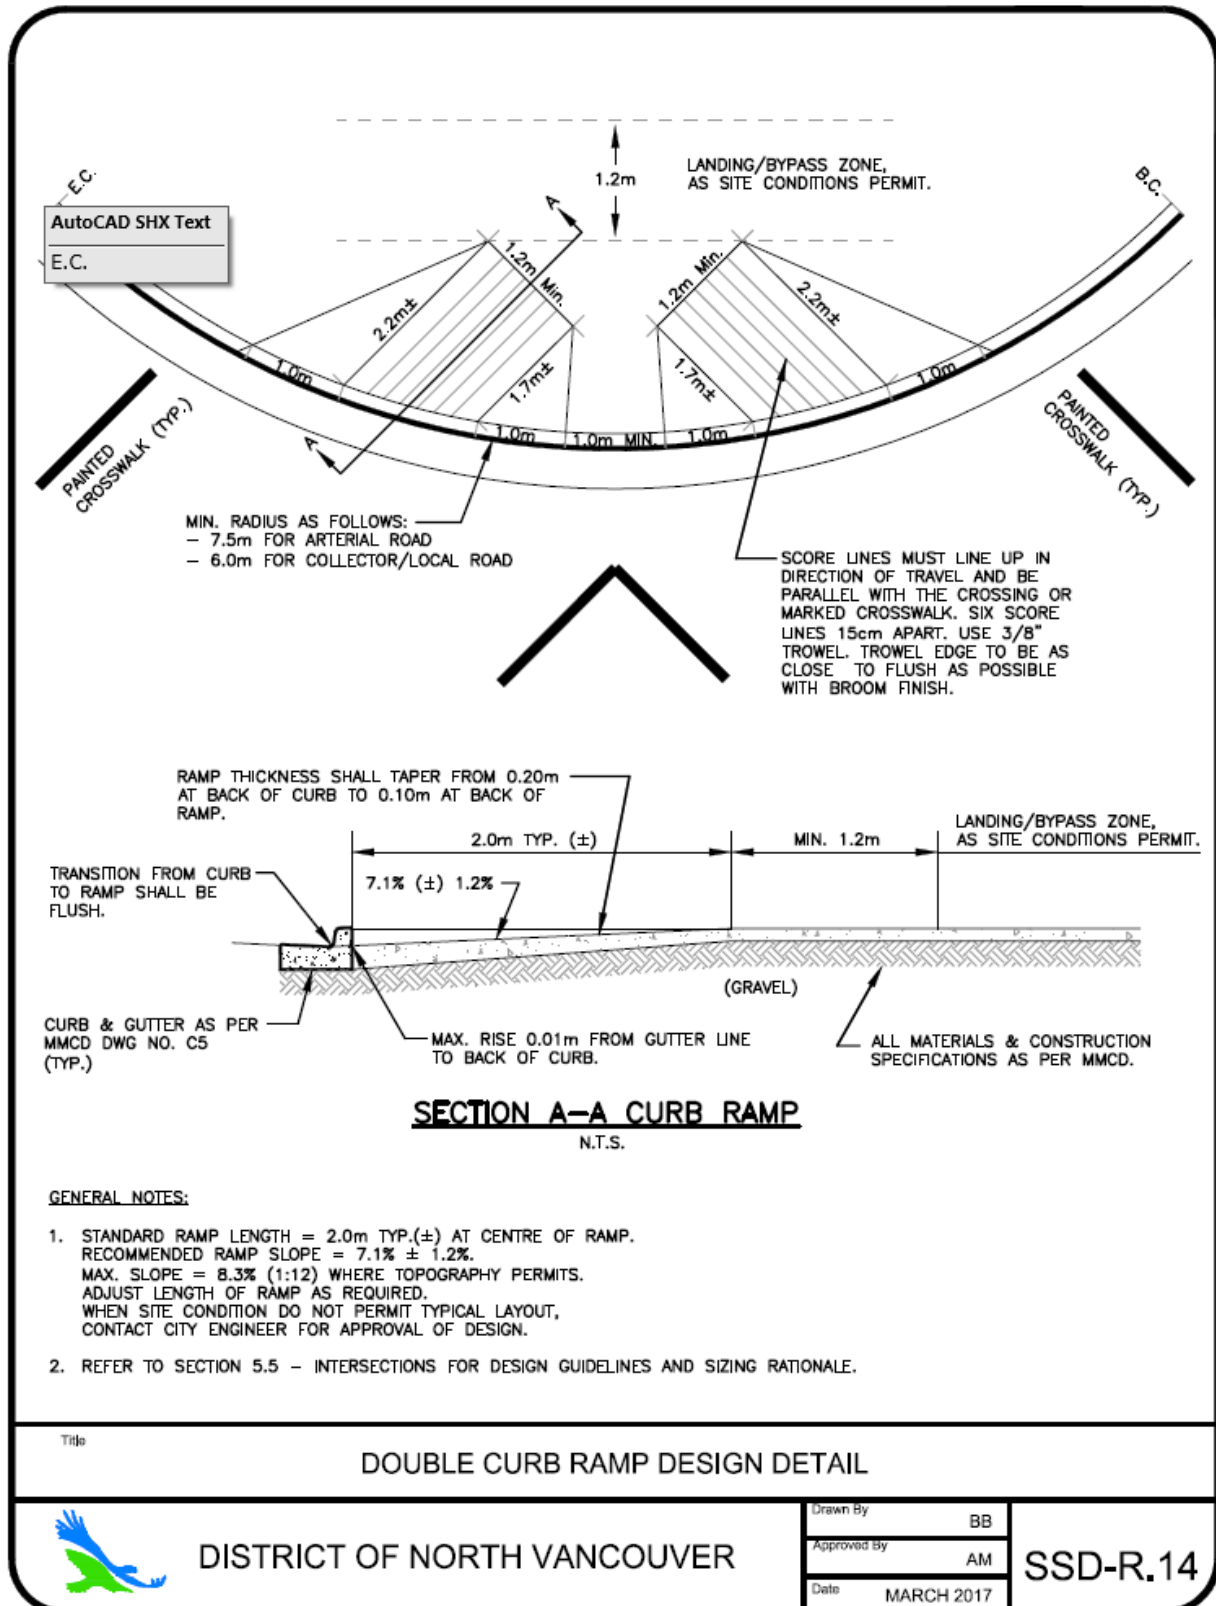 1.2m
LANDING/BYPASS ZONE,
AS SITE CONDITIONS PERMIT.
E.C.
B.C.
AutoCAD SHX Text
E.C.
A
1.2m Min.
1.2m Min.
2.2m±
2.2m±
1.7m±
1.7m±
1.0m
1.0m
1.0m
1.0m MIN.
1.0m
A
PAINTED
CROSSWALK (TYP.)
PAINTED
CROSSWALK (TYP.)
MIN. RADIUS AS FOLLOWS:
– 7.5m FOR ARTERIAL ROAD
– 6.0m FOR COLLECTOR/LOCAL ROAD
SCORE LINES MUST LINE UP IN
DIRECTION OF TRAVEL AND BE
PARALLEL WITH THE CROSSING OR
MARKED CROSSWALK. SIX SCORE
LINES 15cm APART. USE 3/8"
TROWEL. TROWEL EDGE TO BE AS
CLOSE TO FLUSH AS POSSIBLE
WITH BROOM FINISH.
RAMP THICKNESS SHALL TAPER FROM 0.20m
AT BACK OF CURB TO 0.10m AT BACK OF
RAMP.
2.0m TYP. (±)
MIN. 1.2m
LANDING/BYPASS ZONE,
AS SITE CONDITIONS PERMIT.
TRANSITION FROM CURB
TO RAMP SHALL BE
FLUSH.
7.1% (±) 1.2%
(GRAVEL)
CURB & GUTTER AS PER
MMCD DWG NO. C5
(TYP.)
MAX. RISE 0.01m FROM GUTTER LINE
TO BACK OF CURB.
ALL MATERIALS & CONSTRUCTION
SPECIFICATIONS AS PER MMCD.
SECTION A–A CURB RAMP
N.T.S.
GENERAL NOTES:
1. STANDARD RAMP LENGTH = 2.0m TYP.(±) AT CENTRE OF RAMP.
RECOMMENDED RAMP SLOPE = 7.1% ± 1.2%.
MAX. SLOPE = 8.3% (1:12) WHERE TOPOGRAPHY PERMITS.
ADJUST LENGTH OF RAMP AS REQUIRED.
WHEN SITE CONDITION DO NOT PERMIT TYPICAL LAYOUT,
CONTACT CITY ENGINEER FOR APPROVAL OF DESIGN.
2. REFER TO SECTION 5.5 – INTERSECTIONS FOR DESIGN GUIDELINES AND SIZING RATIONALE.
Title
DOUBLE CURB RAMP DESIGN DETAIL
DISTRICT OF NORTH VANCOUVER
Drawn By
BB
Approved By
AM
Date
MARCH 2017
SSD-R.14